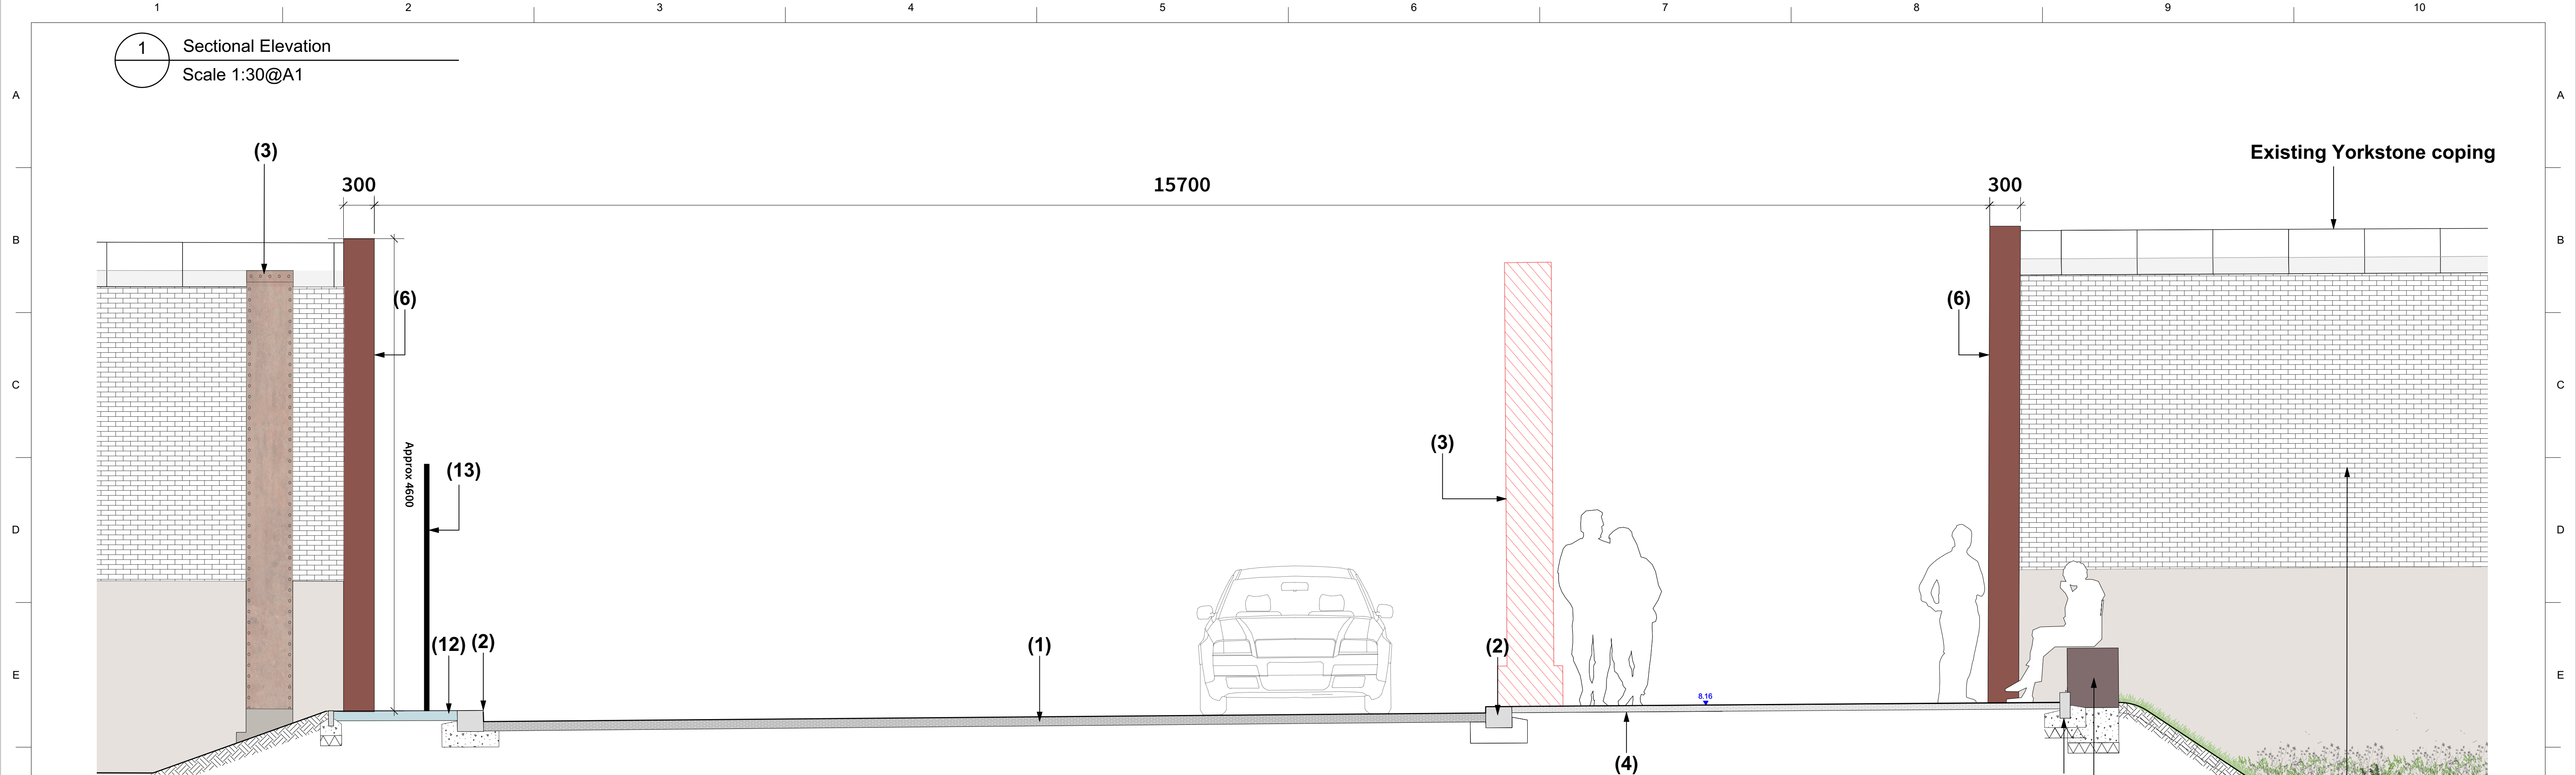 1 2 3 4 5 6 7 8 9 10
1 Sectional Elevation
Scale 1:30@A1
A A
(3) Existing Yorkstone coping
300 15700 300
B B
(6) (6)
C C
(3)
Approx 4600
(13)
D D
(12) (2) (1) (2)
E E
8.16
(4)